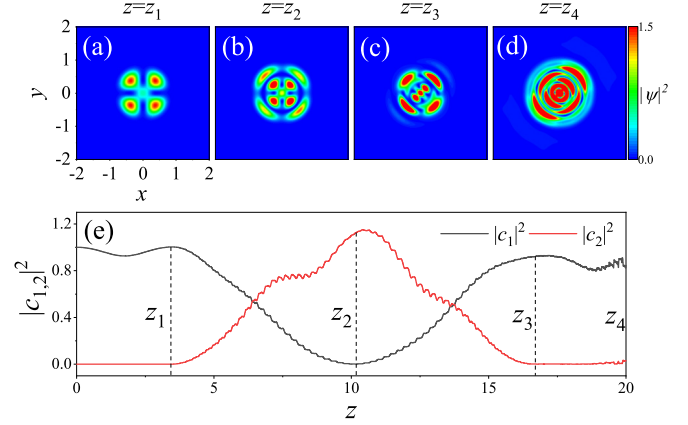 z=z₁ z=z₂ z=z₃ z=z₄
2 (a) (b) (c) (d) 1.5
1
y 0 |ψ|²
-1
-2 0.0
-2 -1 0 1 2
x
1.2 (e) |c₁|² |c₂|²
0.8
|c₁,₂|² z₁ z₂ z₃ z₄
0.4
0.0
0 5 10 15 20
z